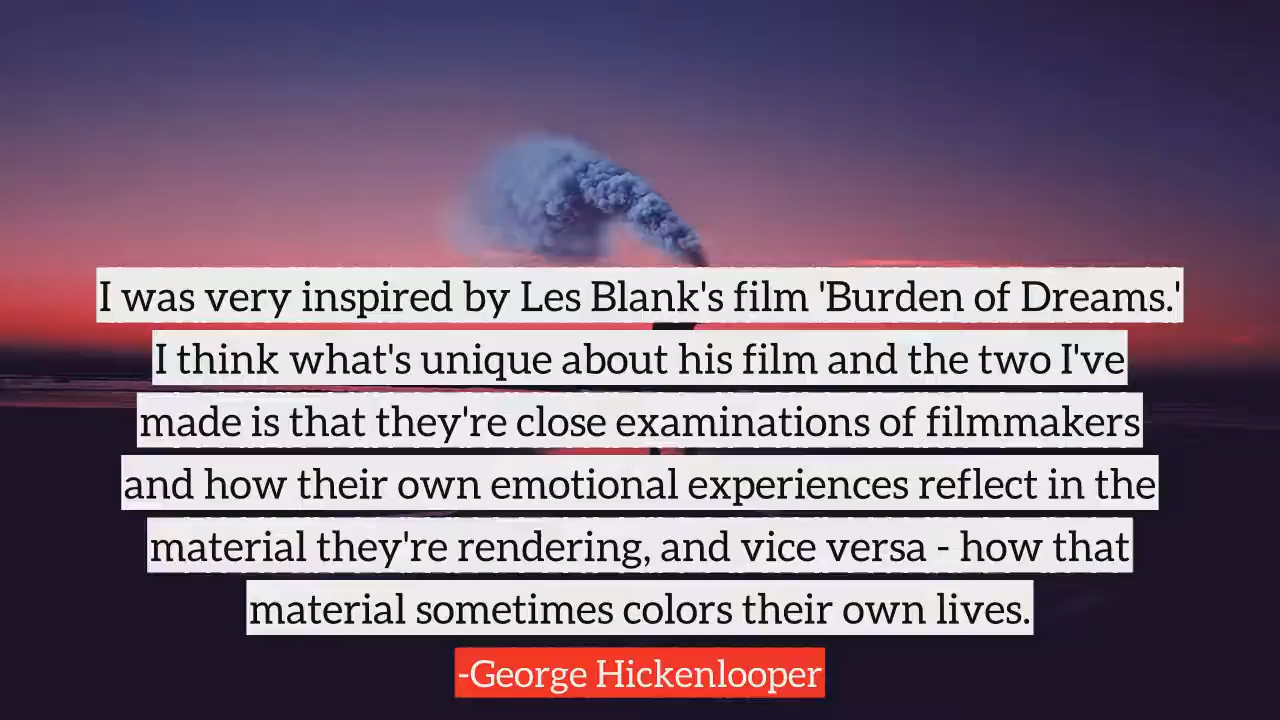 I was very inspired by Les Blank's film 'Burden of Dreams.'
I think what's unique about his film and the two I've
made is that they're close examinations of filmmakers
and how their own emotional experiences reflect in the
material they're rendering, and vice versa - how that
material sometimes colors their own lives.
-George Hickenlooper